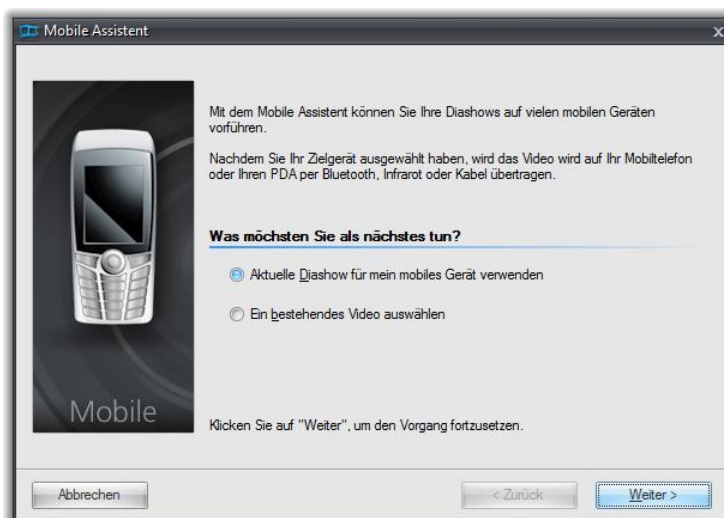 Mobile Assistent
x
Mit dem Mobile Assistent können Sie Ihre Diashows auf vielen mobilen Geräten
vorführen.
Nachdem Sie Ihr Zielgerät ausgewählt haben, wird das Video wird auf Ihr Mobiltelefon
oder Ihren PDA per Bluetooth, Infrarot oder Kabel übertragen.
Was möchsten Sie als nächstes tun?
Aktuelle Diashow für mein mobiles Gerät verwenden
Ein bestehendes Video auswählen
Mobile
Klicken Sie auf "Weiter", um den Vorgang fortzusetzen.
Abbrechen
< Zurück
Weiter >